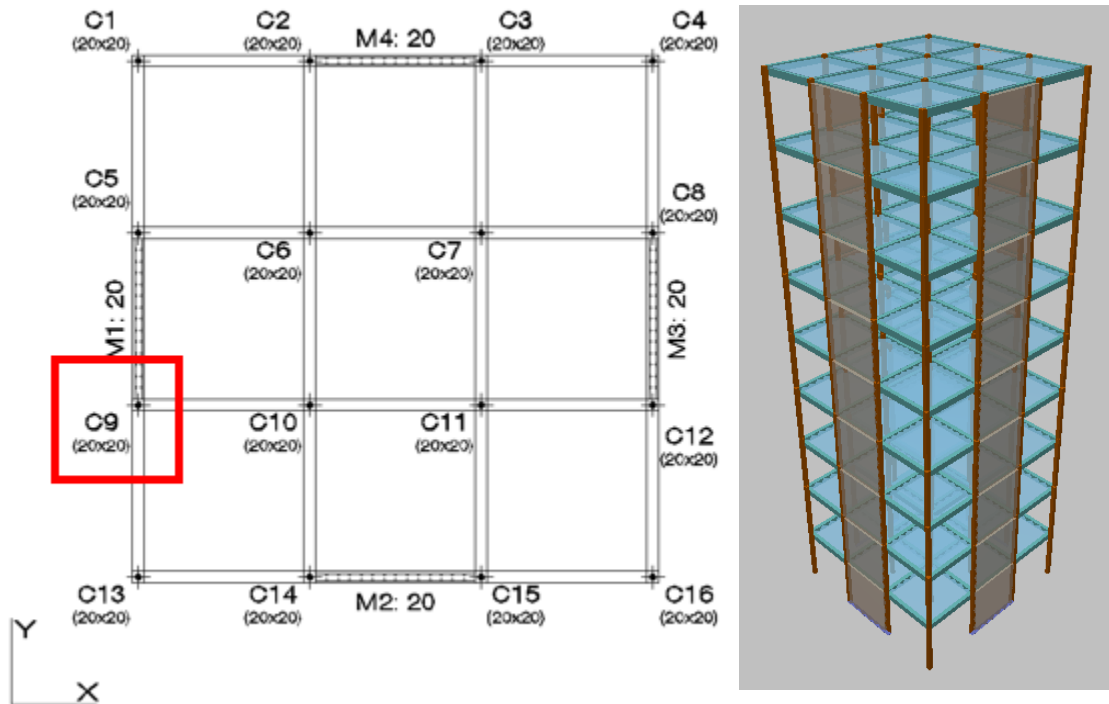 C1
(20x20)
C2
(20x20)
M4: 20
C3
(20x20)
C4
(20x20)
C5
(20x20)
C6
(20x20)
C7
(20x20)
C8
(20x20)
M1: 20
M3: 20
C9
(20x20)
C10
(20x20)
C11
(20x20)
C12
(20x20)
C13
(20x20)
C14
(20x20)
M2: 20
C15
(20x20)
C16
(20x20)
Y
X